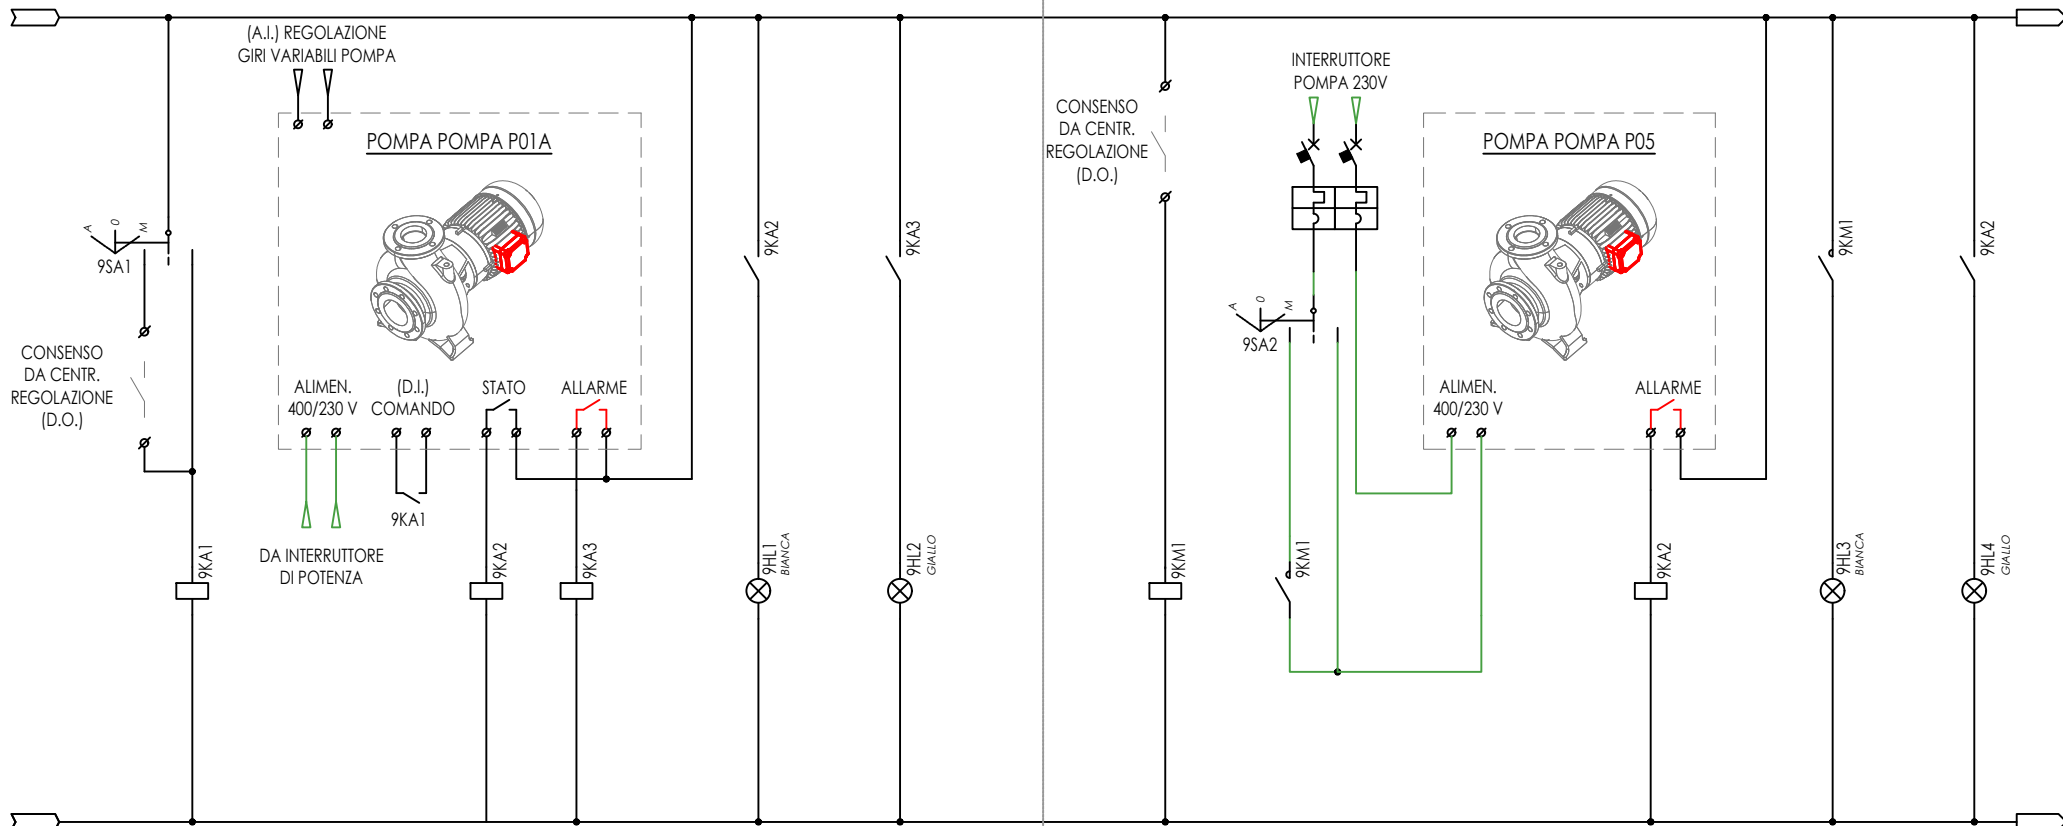 (A.I.) REGOLAZIONE
GIRI VARIABILI POMPA
POMPA POMPA P01A
A
0
M
9SA1
CONSENSO
DA CENTR.
REGOLAZIONE
(D.O.)
ALIMEN.
400/230 V
(D.I.)
COMANDO
STATO
ALLARME
9KA1
DA INTERRUTTORE
DI POTENZA
9KA1
9KA2
9KA3
9KA2
9HL1
BIANCA
9KA3
9HL2
GIALLO
CONSENSO
DA CENTR.
REGOLAZIONE
(D.O.)
9KM1
INTERRUTTORE
POMPA 230V
A
0
M
9SA2
9KM1
POMPA POMPA P05
ALIMEN.
400/230 V
ALLARME
9KA2
9KM1
9HL3
BIANCA
9KA2
9HL4
GIALLO